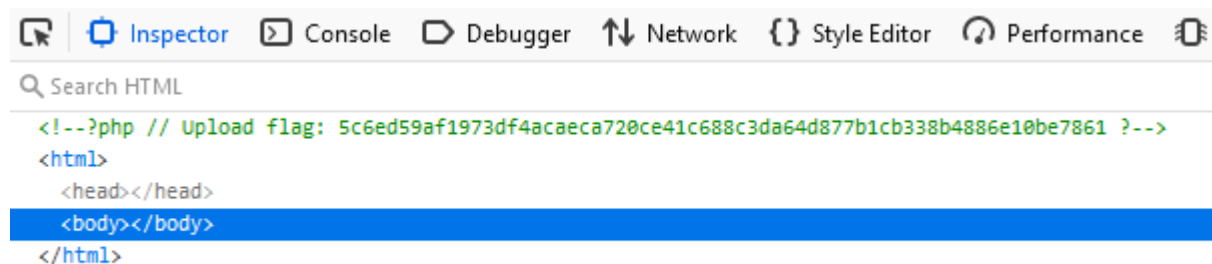 Inspector Console Debugger Network Style Editor Performance
Search HTML
<!--?php // Upload flag: 5c6ed59af1973df4acaeca720ce41c688c3da64d877b1cb338b4886e10be7861 ?-->
<html>
<head></head>
<body></body>
</html>